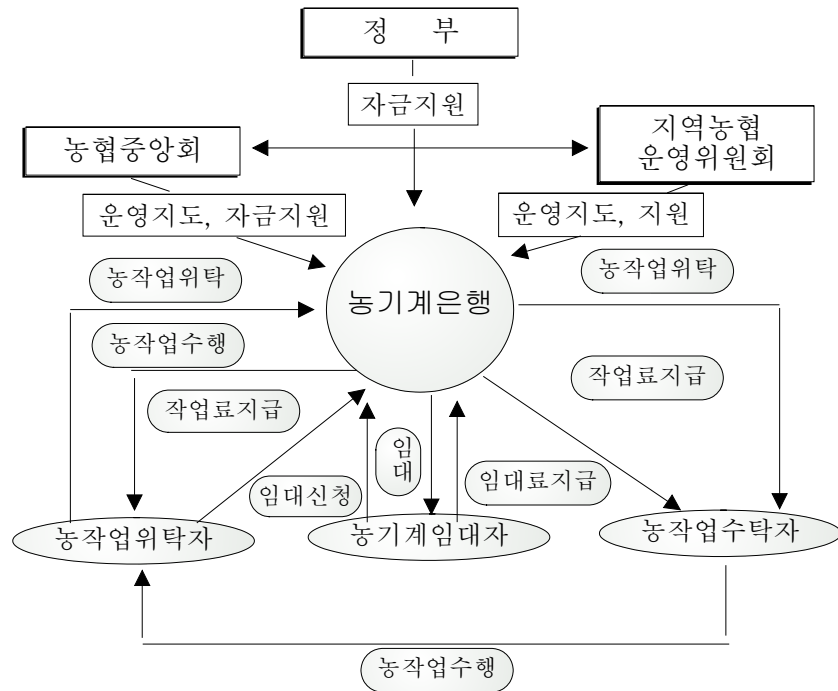 정 부
자금지원
농협중앙회
지역농협
운영위원회
운영지도, 자금지원
운영지도, 지원
농작업위탁
농기계은행
농작업위탁
농작업수행
작업료지급
작업료지급
임
대
임대신청
임대료지급
농작업위탁자
농기계임대자
농작업수탁자
농작업수행